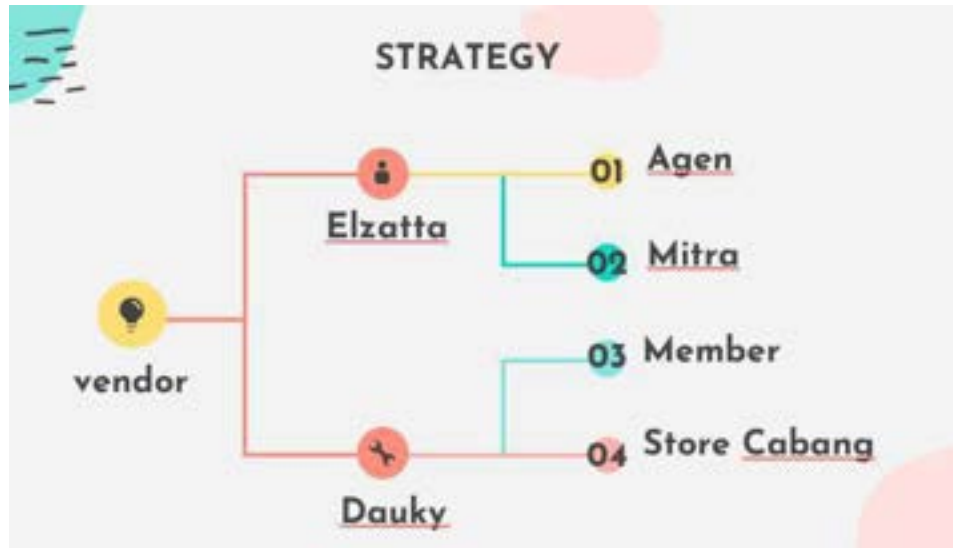 STRATEGY
vendor
Elzatta
01 Agen
02 Mitra
Dauky
03 Member
04 Store Cabang